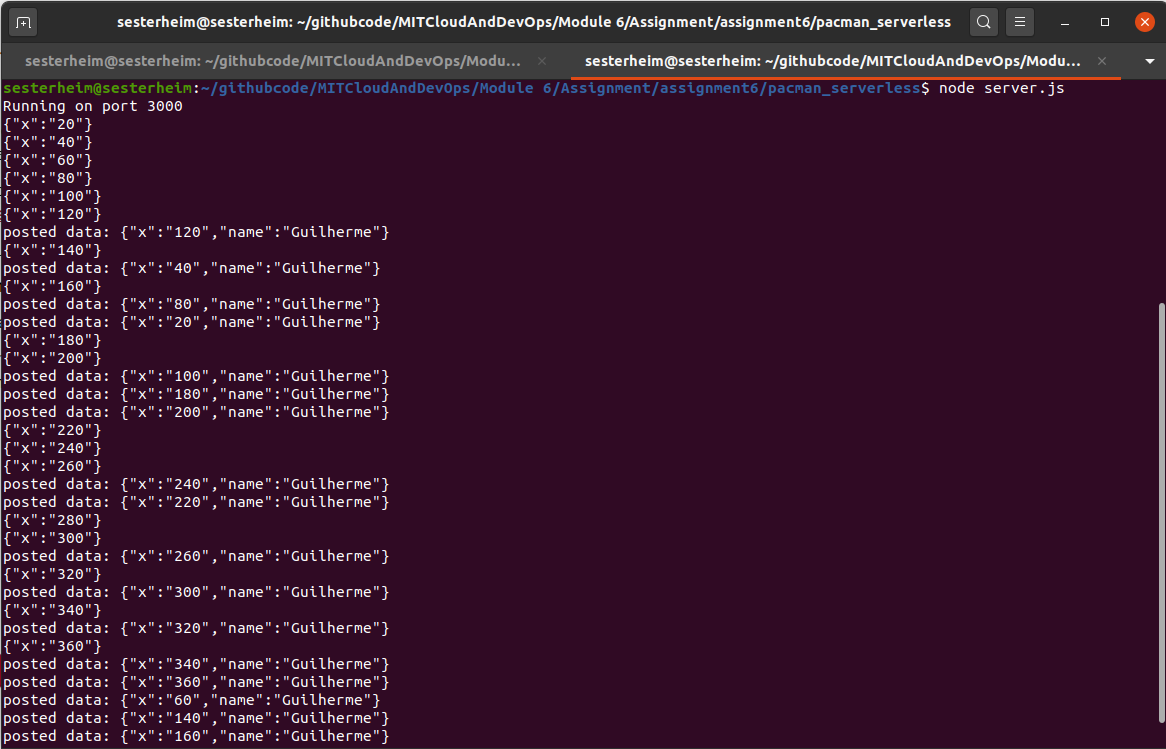 sesterheim@sesterheim: ~/githubcode/MITCloudAndDevOps/Module 6/Assignment/assignment6/pacman_serverless
sesterheim@sesterheim: ~/githubcode/MITCloudAndDevOps/Modu...
sesterheim@sesterheim: ~/githubcode/MITCloudAndDevOps/Modu...
sesterheim@sesterheim:~/githubcode/MITCloudAndDevOps/Module 6/Assignment/assignment6/pacman_serverless$ node server.js
Running on port 3000
{"x":"20"}
{"x":"40"}
{"x":"60"}
{"x":"80"}
{"x":"100"}
{"x":"120"}
posted data: {"x":"120","name":"Guilherme"}
{"x":"140"}
posted data: {"x":"40","name":"Guilherme"}
{"x":"160"}
posted data: {"x":"80","name":"Guilherme"}
posted data: {"x":"20","name":"Guilherme"}
{"x":"180"}
{"x":"200"}
posted data: {"x":"100","name":"Guilherme"}
posted data: {"x":"180","name":"Guilherme"}
posted data: {"x":"200","name":"Guilherme"}
{"x":"220"}
{"x":"240"}
{"x":"260"}
posted data: {"x":"240","name":"Guilherme"}
posted data: {"x":"220","name":"Guilherme"}
{"x":"280"}
{"x":"300"}
posted data: {"x":"260","name":"Guilherme"}
{"x":"320"}
posted data: {"x":"300","name":"Guilherme"}
{"x":"340"}
posted data: {"x":"320","name":"Guilherme"}
{"x":"360"}
posted data: {"x":"340","name":"Guilherme"}
posted data: {"x":"360","name":"Guilherme"}
posted data: {"x":"60","name":"Guilherme"}
posted data: {"x":"140","name":"Guilherme"}
posted data: {"x":"160","name":"Guilherme"}